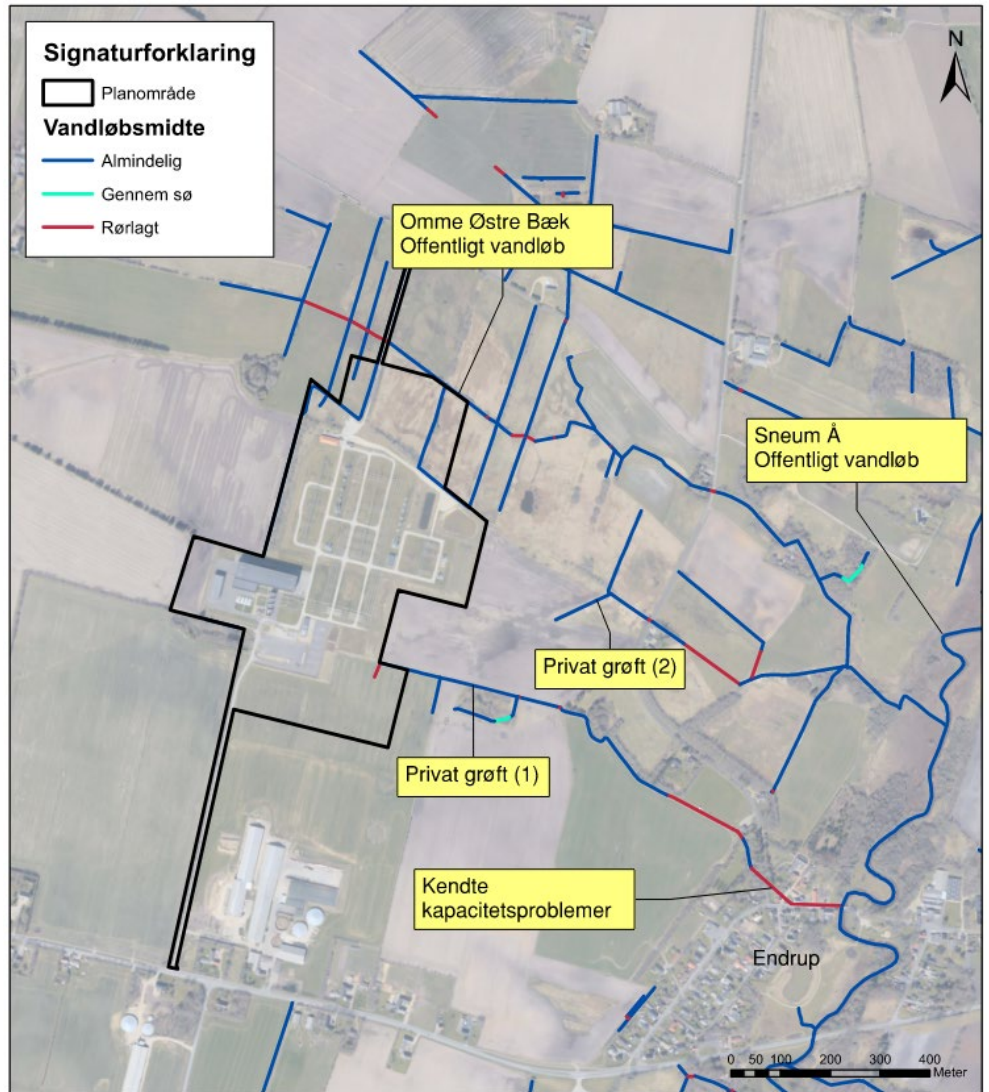 Signaturforklaring
Planområde
Vandløbsmidte
Almindelig
Gennem sø
Rørlagt
N
Omme Østre Bæk
Offentligt vandløb
Sneum Å
Offentligt vandløb
Privat grøft (2)
Privat grøft (1)
Kendte
kapacitetsproblemer
Endrup
0 50 100 200 300 400
Meter